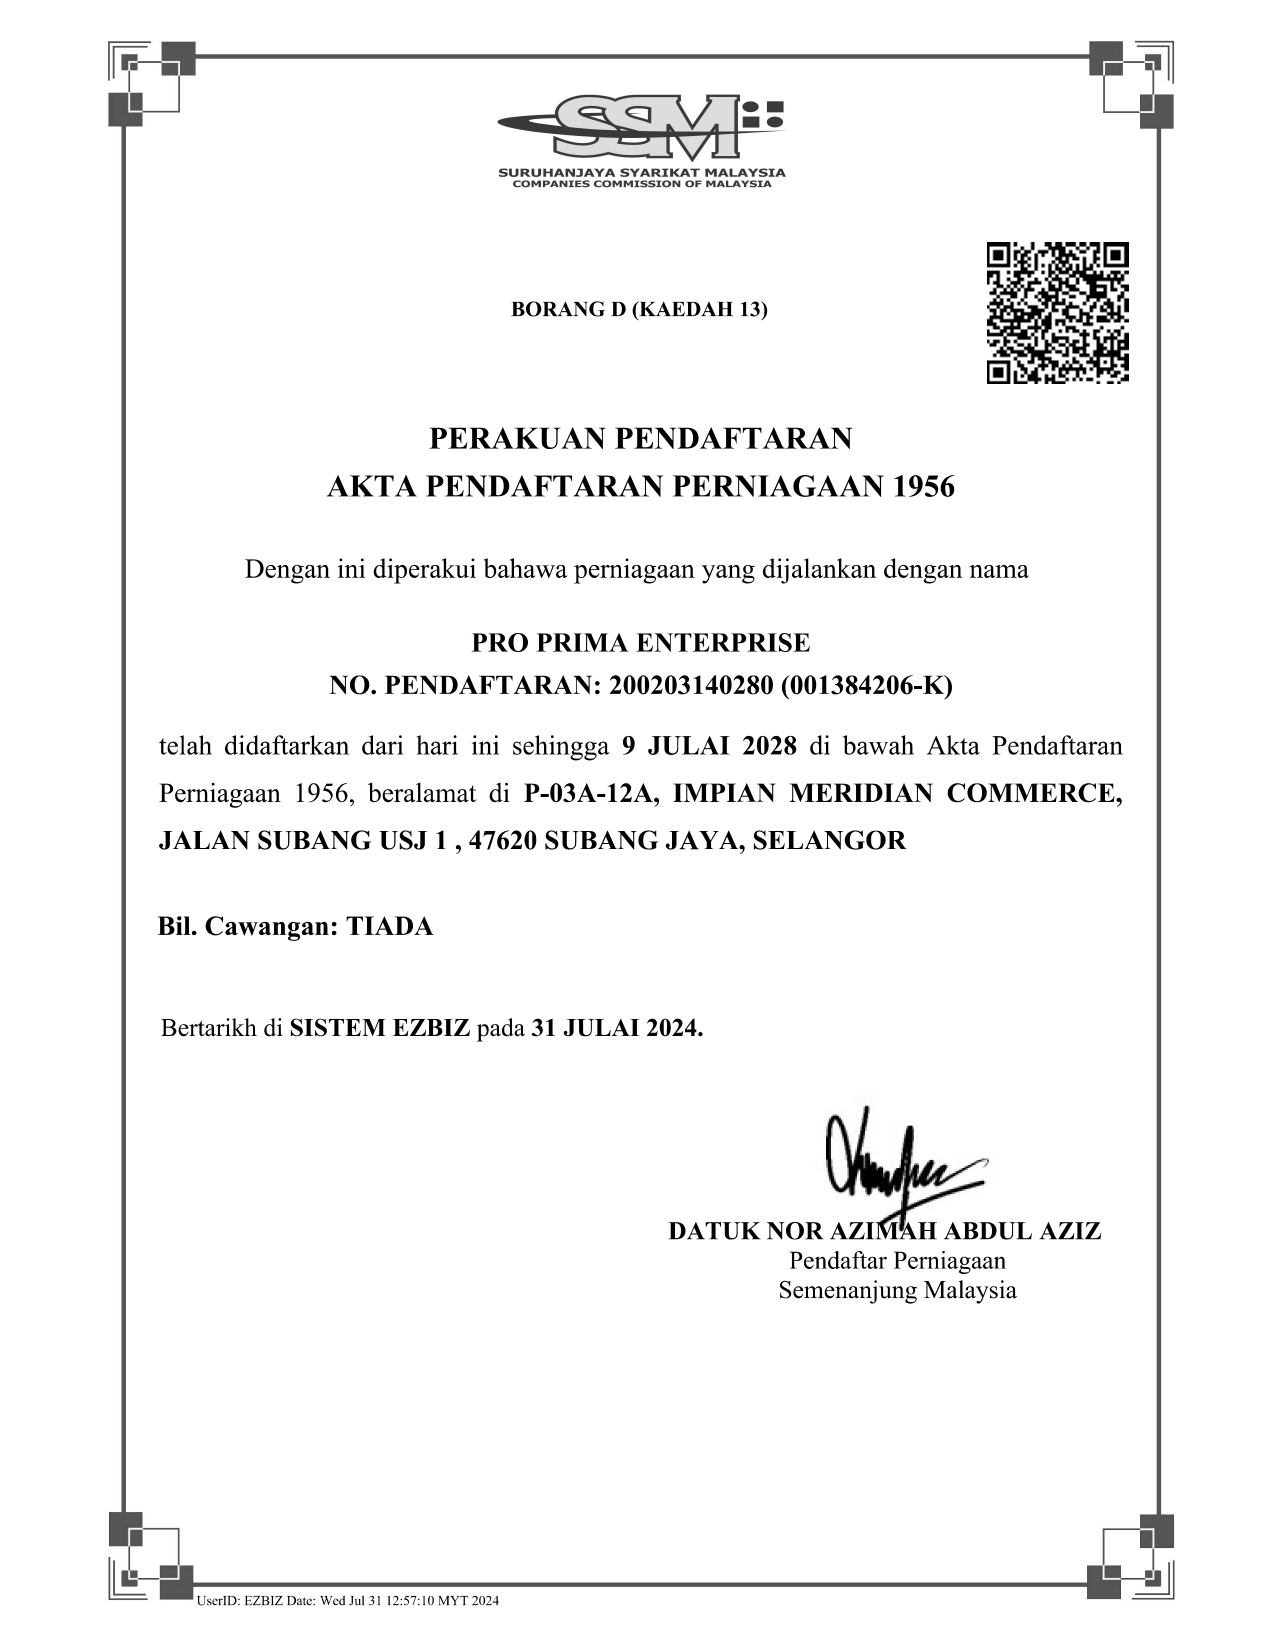 SSM
SURUHANJAYA SYARIKAT MALAYSIA
COMPANIES COMMISSION OF MALAYSIA
BORANG D (KAEDAH 13)
PERAKUAN PENDAFTARAN
AKTA PENDAFTARAN PERNIAGAAN 1956
Dengan ini diperakui bahawa perniagaan yang dijalankan dengan nama
PRO PRIMA ENTERPRISE
NO. PENDAFTARAN: 200203140280 (001384206-K)
telah didaftarkan dari hari ini sehingga 9 JULAI 2028 di bawah Akta Pendaftaran
Perniagaan 1956, beralamat di P-03A-12A, IMPIAN MERIDIAN COMMERCE,
JALAN SUBANG USJ 1 , 47620 SUBANG JAYA, SELANGOR
Bil. Cawangan: TIADA
Bertarikh di SISTEM EZBIZ pada 31 JULAI 2024.
DATUK NOR AZIMAH ABDUL AZIZ
Pendaftar Perniagaan
Semenanjung Malaysia
UserID: EZBIZ Date: Wed Jul 31 12:57:10 MYT 2024